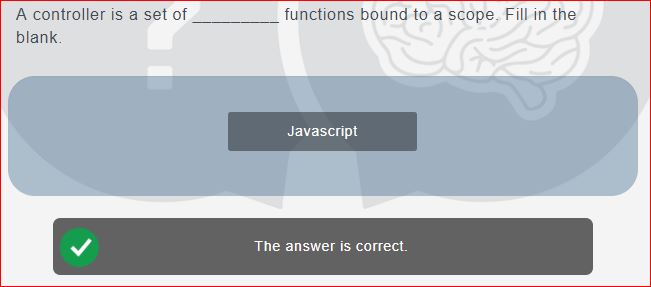 A controller is a set of _________ functions bound to a scope. Fill in the
blank.
Javascript
The answer is correct.